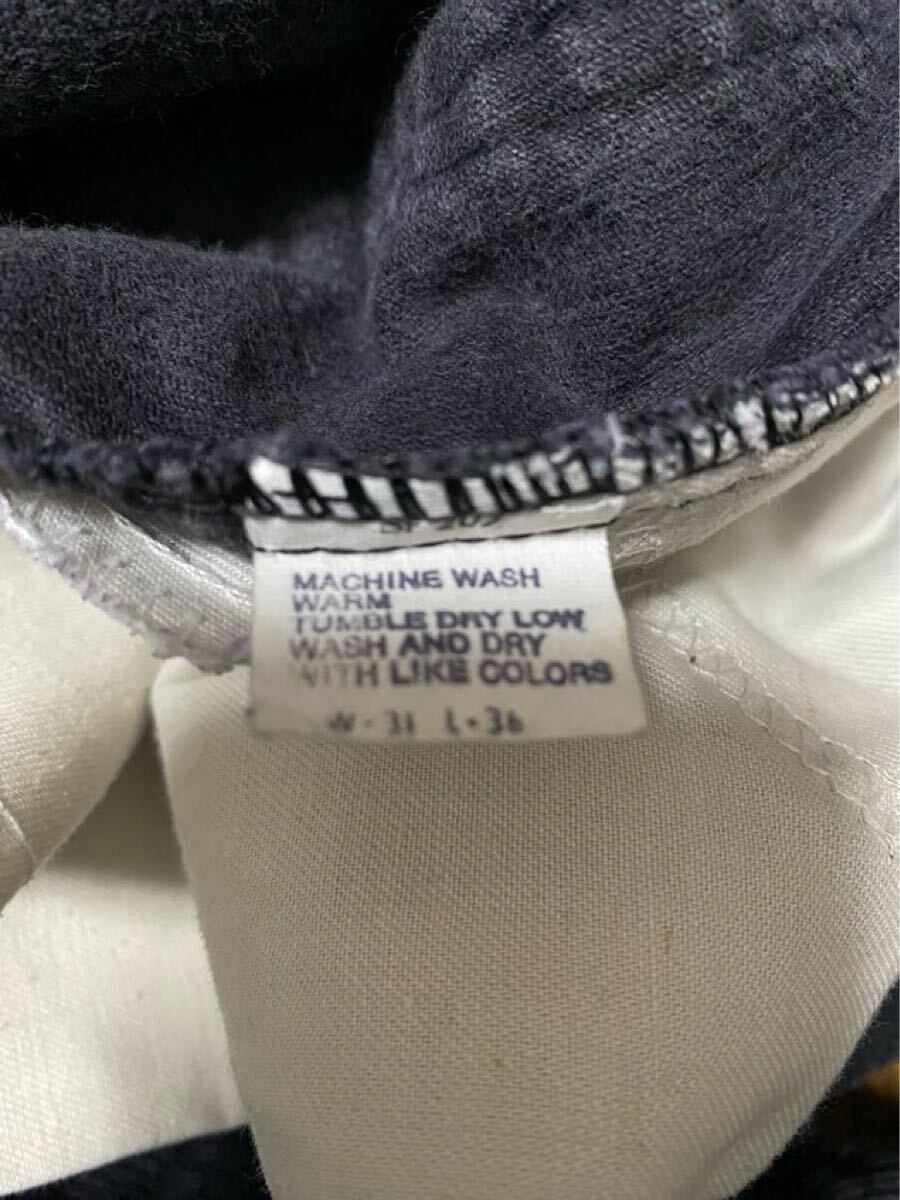 MACHINE WASH
WARM
TUMBLE DRY LOW
WASH AND DRY
WITH LIKE COLORS
W-31 L-36